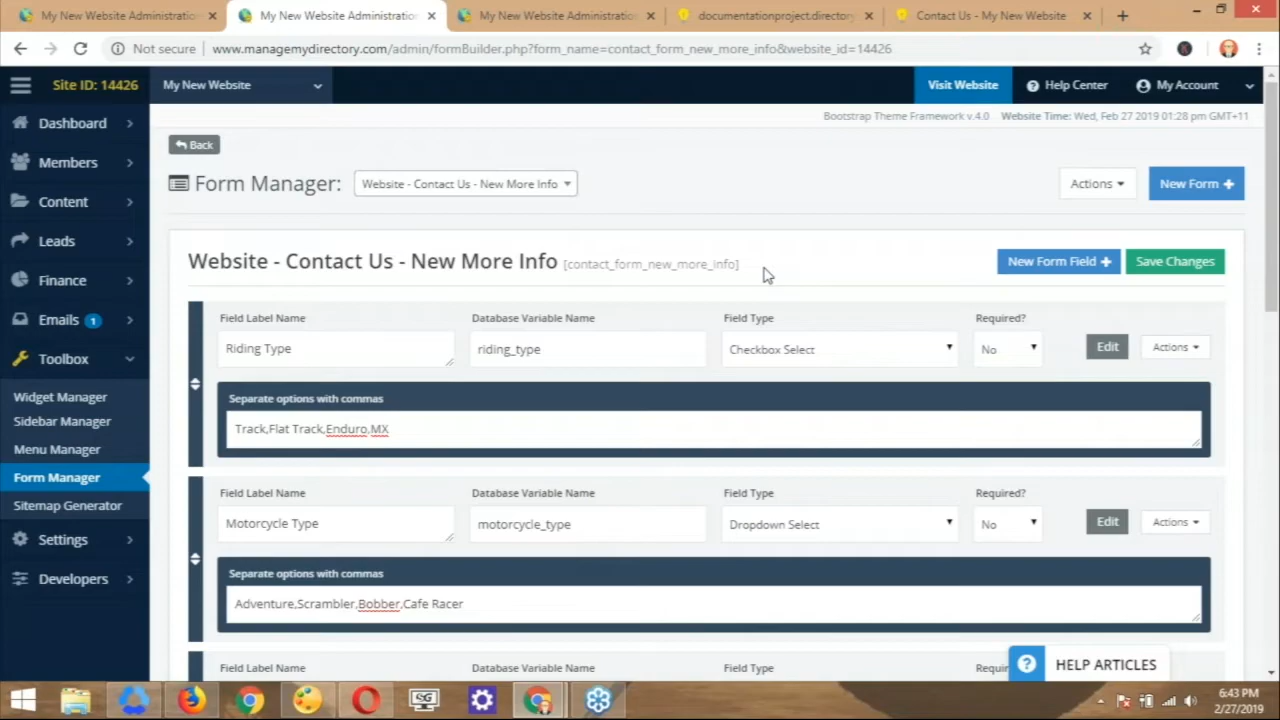 My New Website Administration
My New Website Administration
My New Website Administration
documentationproject.directory
Contact Us - My New Website
Not secure
www.managemydirectory.com/admin/formBuilder.php?form_name=contact_form_new_more_info&website_id=14426
Site ID: 14426
My New Website
Visit Website
Help Center
My Account
Bootstrap Theme Framework v.4.0
Website Time: Wed, Feb 27 2019 01:28 pm GMT+11
Dashboard
Members
Content
Leads
Finance
Emails 1
Toolbox
Widget Manager
Sidebar Manager
Menu Manager
Form Manager
Sitemap Generator
Settings
Developers
Back
Form Manager:
Website - Contact Us - New More Info
Actions
New Form +
Website - Contact Us - New More Info [contact_form_new_more_info]
New Form Field +
Save Changes
Field Label Name
Database Variable Name
Field Type
Required?
Riding Type
riding_type
Checkbox Select
No
Edit
Actions
Separate options with commas
Track,Flat Track,Enduro,MX
Field Label Name
Database Variable Name
Field Type
Required?
Motorcycle Type
motorcycle_type
Dropdown Select
No
Edit
Actions
Separate options with commas
Adventure,Scrambler,Bobber,Cafe Racer
Field Label Name
Database Variable Name
Field Type
? HELP ARTICLES
SG
6:43 PM
2/27/2019